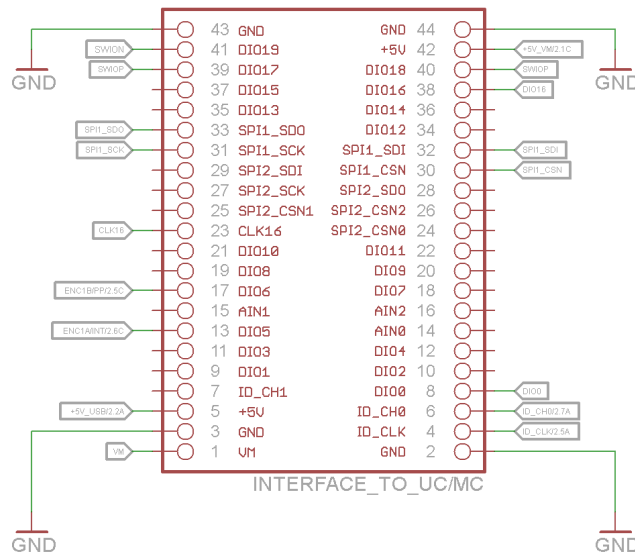 43 GND GND 44
SWION 41 DIO19 +5V 42 +5V_VM/2.1C
GND SWIOP 39 DIO17 DIO18 40 SWIOP GND
37 DIO15 DIO16 38 DIO16
35 DIO13 DIO14 36
SPI1_SDO 33 SPI1_SDO DIO12 34
SPI1_SCK 31 SPI1_SCK SPI1_SDI 32 SPI1_SDI
29 SPI2_SDI SPI1_CSN 30 SPI1_CSN
27 SPI2_SCK SPI2_SDO 28
25 SPI2_CSN1 SPI2_CSN2 26
CLK16 23 CLK16 SPI2_CSN0 24
21 DIO10 DIO11 22
19 DIO8 DIO9 20
ENC1B/PP/2.5C 17 DIO6 DIO7 18
15 AIN1 AIN2 16
ENC1A/INT/2.6C 13 DIO5 AIN0 14
11 DIO3 DIO4 12
9 DIO1 DIO2 10
7 ID_CH1 DIO0 8 DIO0
+5V_USB/2.2A 5 +5V ID_CH0 6 ID_CH0/2.7A
3 GND ID_CLK 4 ID_CLK/2.5A
VM 1 VM GND 2
INTERFACE_TO_UC/MC
GND GND